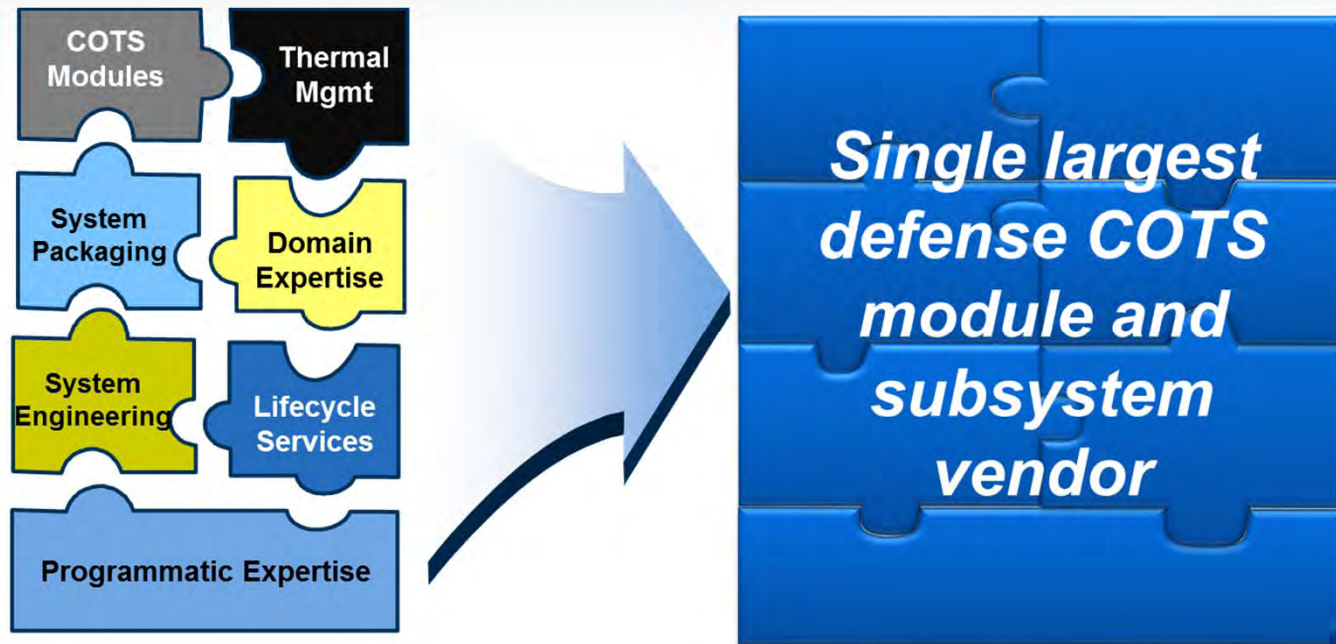 COTS
Modules
Thermal
Mgmt
System
Packaging
Domain
Expertise
System
Engineering
Lifecycle
Services
Programmatic Expertise
Single largest
defense COTS
module and
subsystem
vendor